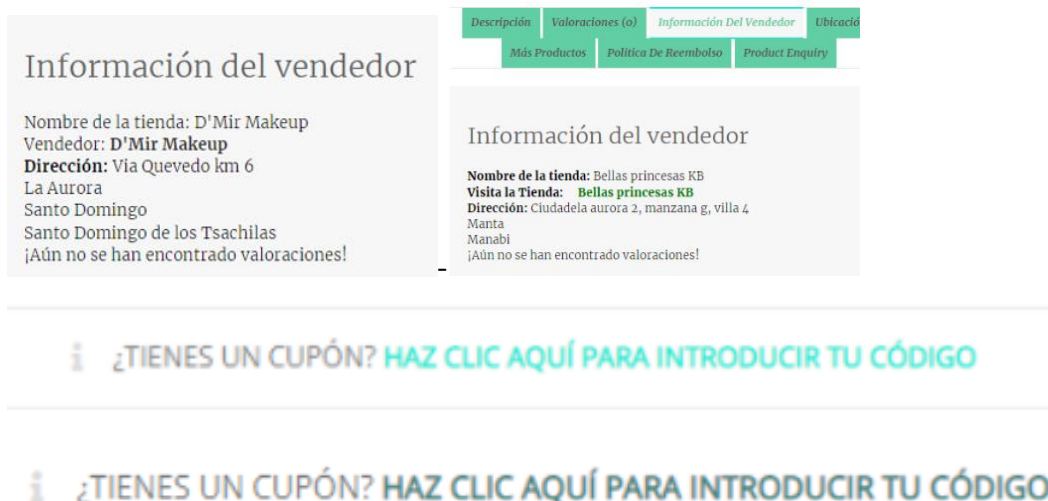 Información del vendedor
Nombre de la tienda: D'Mir Makeup
Vendedor: D'Mir Makeup
Dirección: Via Quevedo km 6
La Aurora
Santo Domingo
Santo Domingo de los Tsachilas
¡Aún no se han encontrado valoraciones!
-
Descripción Valoraciones (0) Información Del Vendedor Ubicació
Más Productos Politica De Reembolso Product Enquiry
Información del vendedor
Nombre de la tienda: Bellas princesas KB
Visita la Tienda: Bellas princesas KB
Dirección: Ciudadela aurora 2, manzana g, villa 4
Manta
Manabi
¡Aún no se han encontrado valoraciones!
¿TIENES UN CUPÓN? HAZ CLIC AQUÍ PARA INTRODUCIR TU CÓDIGO
¿TIENES UN CUPÓN? HAZ CLIC AQUÍ PARA INTRODUCIR TU CÓDIGO